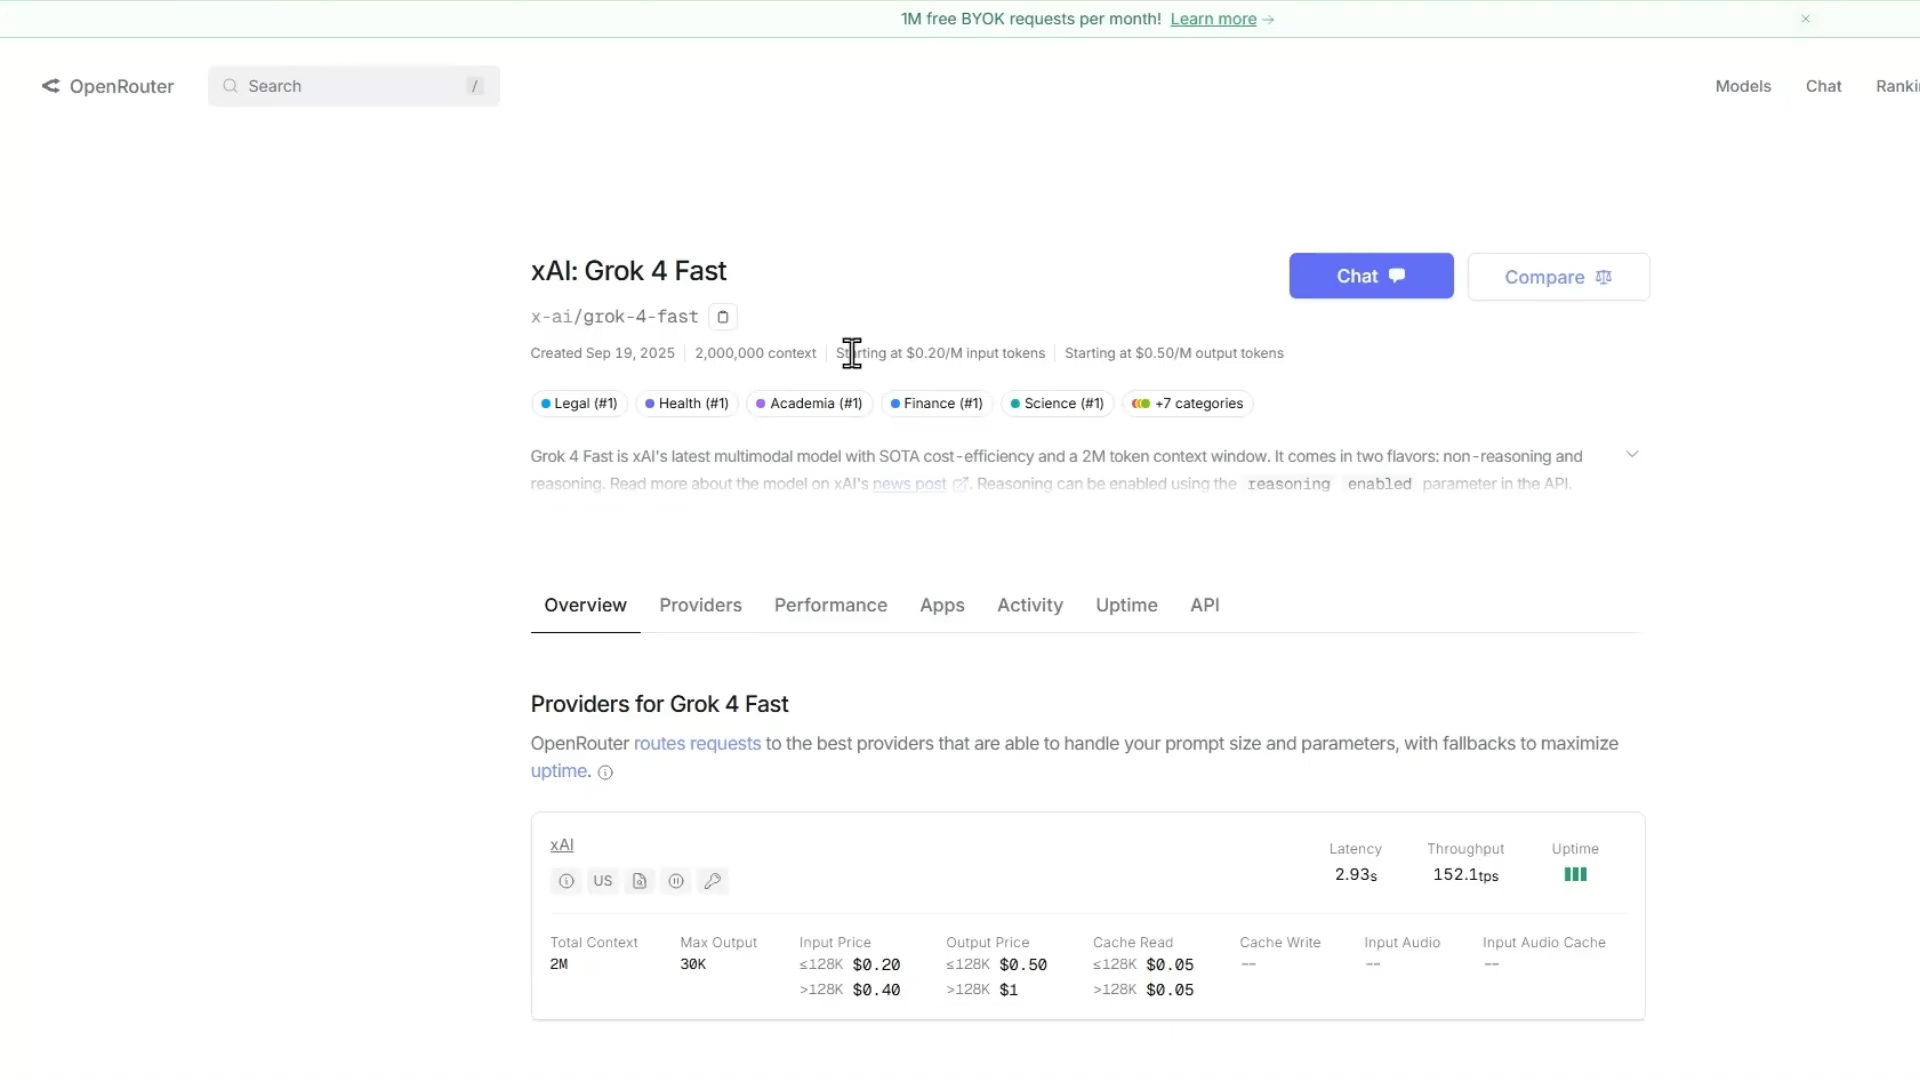 1M free BYOK requests per month! Learn more →
OpenRouter
Search /
Models Chat Ranki
xAI: Grok 4 Fast
Chat
Compare
x-ai/grok-4-fast
Created Sep 19, 2025 2,000,000 context Starting at $0.20/M input tokens Starting at $0.50/M output tokens
Legal (#1) Health (#1) Academia (#1) Finance (#1) Science (#1) +7 categories
Grok 4 Fast is xAI's latest multimodal model with SOTA cost-efficiency and a 2M token context window. It comes in two flavors: non-reasoning and
reasoning. Read more about the model on xAI's news post. Reasoning can be enabled using the reasoning enabled parameter in the API.
Overview Providers Performance Apps Activity Uptime API
Providers for Grok 4 Fast
OpenRouter routes requests to the best providers that are able to handle your prompt size and parameters, with fallbacks to maximize
uptime.
xAI
US
Latency Throughput Uptime
2.93s 152.1tps
Total Context Max Output Input Price Output Price Cache Read Cache Write Input Audio Input Audio Cache
2M 30K ≤128K $0.20 ≤128K $0.50 ≤128K $0.05 -- -- --
>128K $0.40 >128K $1 >128K $0.05